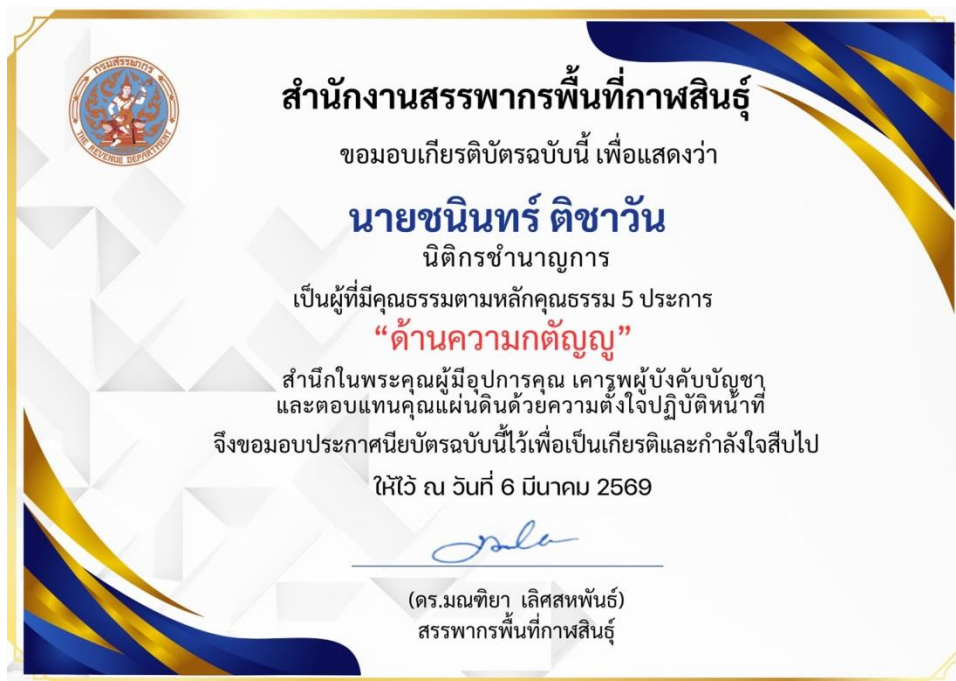 กรมสรรพากร
THE REVENUE DEPARTMENT
สำนักงานสรรพากรพื้นที่กาฬสินธุ์
ขอมอบเกียรติบัตรฉบับนี้ เพื่อแสดงว่า
นายชนินทร์ ติชาวัน
นิติกรชำนาญการ
เป็นผู้ที่มีคุณธรรมตามหลักคุณธรรม 5 ประการ
“ด้านความกตัญญู”
สำนึกในพระคุณผู้มีอุปการคุณ เคารพผู้บังคับบัญชา
และตอบแทนคุณแผ่นดินด้วยความตั้งใจปฏิบัติหน้าที่
จึงขอมอบประกาศนียบัตรฉบับนี้ไว้เพื่อเป็นเกียรติและกำลังใจสืบไป
ให้ไว้ ณ วันที่ 6 มีนาคม 2569
(ดร.มณฑิยา เลิศสหพันธ์)
สรรพากรพื้นที่กาฬสินธุ์